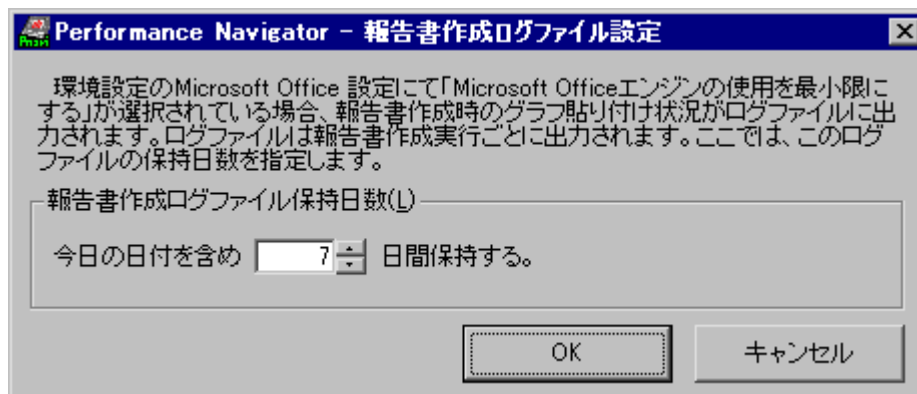 Performance Navigator - 報告書作成ログファイル設定
環境設定のMicrosoft Office 設定にて「Microsoft Officeエンジンの使用を最小限に
する」が選択されている場合、報告書作成時のグラフ貼り付け状況がログファイルに出
力されます。ログファイルは報告書作成実行ごとに出力されます。ここでは、このログ
ファイルの保持日数を指定します。
報告書作成ログファイル保持日数(L)
今日の日付を含め 7 日間保持する。
OK キャンセル